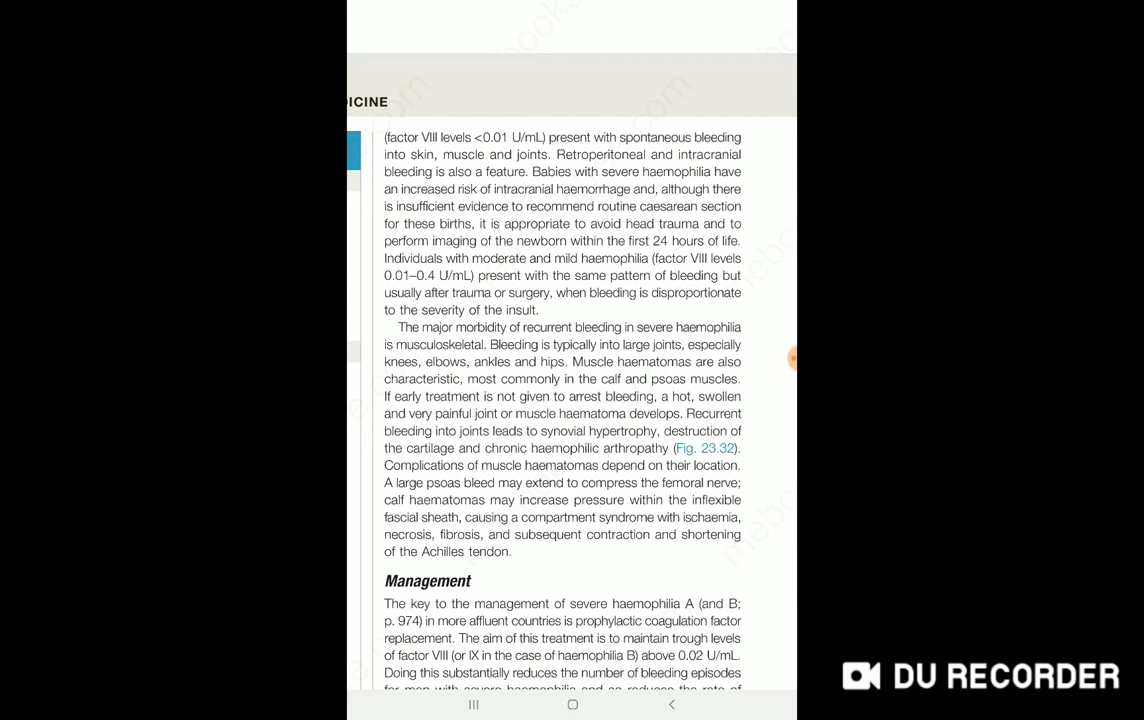 DICINE
(factor VIII levels <0.01 U/mL) present with spontaneous bleeding
into skin, muscle and joints. Retroperitoneal and intracranial
bleeding is also a feature. Babies with severe haemophilia have
an increased risk of intracranial haemorrhage and, although there
is insufficient evidence to recommend routine caesarean section
for these births, it is appropriate to avoid head trauma and to
perform imaging of the newborn within the first 24 hours of life.
Individuals with moderate and mild haemophilia (factor VIII levels
0.01–0.4 U/mL) present with the same pattern of bleeding but
usually after trauma or surgery, when bleeding is disproportionate
to the severity of the insult.
The major morbidity of recurrent bleeding in severe haemophilia
is musculoskeletal. Bleeding is typically into large joints, especially
knees, elbows, ankles and hips. Muscle haematomas are also
characteristic, most commonly in the calf and psoas muscles.
If early treatment is not given to arrest bleeding, a hot, swollen
and very painful joint or muscle haematoma develops. Recurrent
bleeding into joints leads to synovial hypertrophy, destruction of
the cartilage and chronic haemophilic arthropathy (Fig. 23.32).
Complications of muscle haematomas depend on their location.
A large psoas bleed may extend to compress the femoral nerve;
calf haematomas may increase pressure within the inflexible
fascial sheath, causing a compartment syndrome with ischaemia,
necrosis, fibrosis, and subsequent contraction and shortening
of the Achilles tendon.
Management
The key to the management of severe haemophilia A (and B;
p. 974) in more affluent countries is prophylactic coagulation factor
replacement. The aim of this treatment is to maintain trough levels
of factor VIII (or IX in the case of haemophilia B) above 0.02 U/mL.
Doing this substantially reduces the number of bleeding episodes
for men with severe haemophilia and so reduces the rate of
DU RECORDER